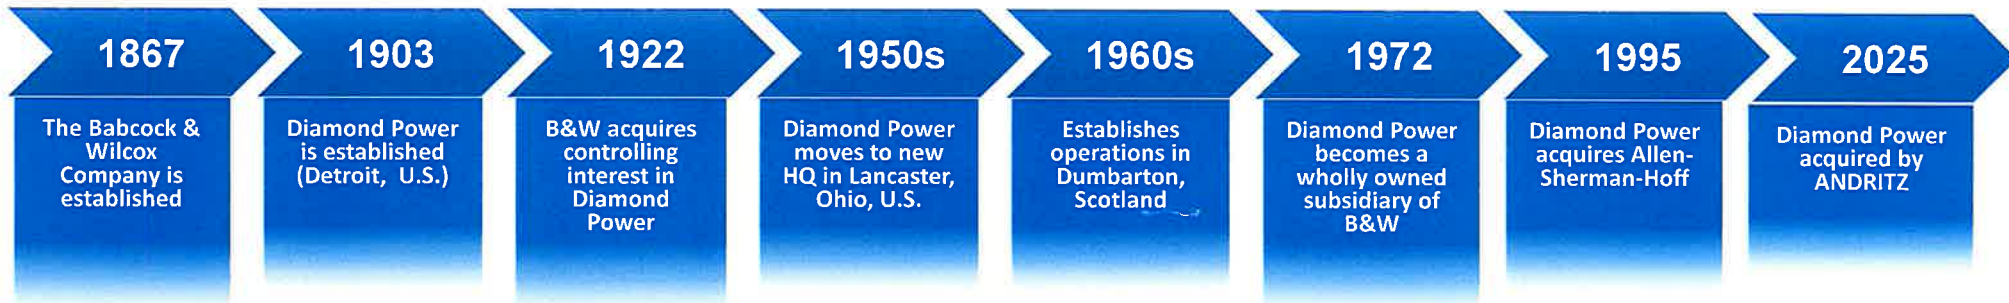 1867
The Babcock &
Wilcox
Company is
established
1903
Diamond Power
is established
(Detroit, U.S.)
1922
B&W acquires
controlling
interest in
Diamond
Power
1950s
Diamond Power
moves to new
HQ in Lancaster,
Ohio, U.S.
1960s
Establishes
operations in
Dumbarton,
Scotland
1972
Diamond Power
becomes a
wholly owned
subsidiary of
B&W
1995
Diamond Power
acquires Allen-
Sherman-Hoff
2025
Diamond Power
acquired by
ANDRITZ